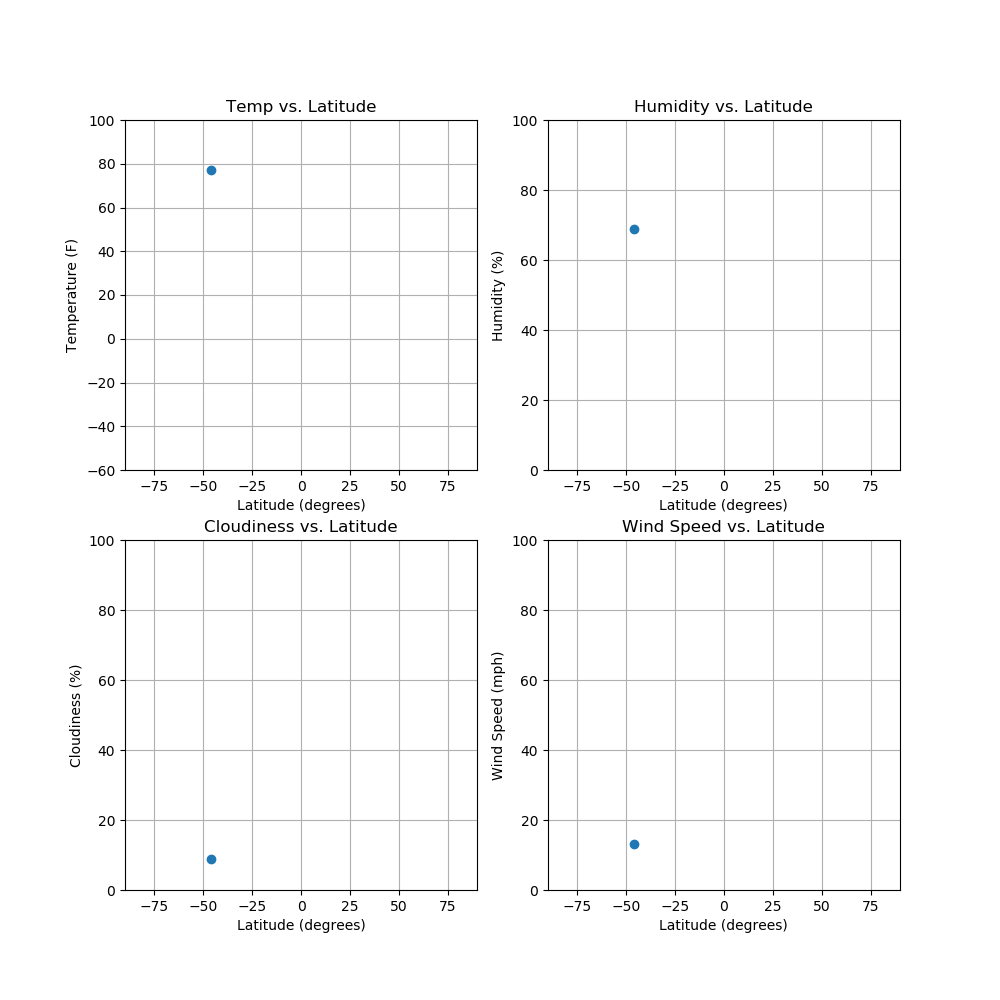 Temp vs. Latitude
100
80
60
40
20
0
−20
−40
−60
Temperature (F)
−75 −50 −25 0 25 50 75
Latitude (degrees)
Humidity vs. Latitude
100
80
60
40
20
0
Humidity (%)
−75 −50 −25 0 25 50 75
Latitude (degrees)
Cloudiness vs. Latitude
100
80
60
40
20
0
Cloudiness (%)
−75 −50 −25 0 25 50 75
Latitude (degrees)
Wind Speed vs. Latitude
100
80
60
40
20
0
Wind Speed (mph)
−75 −50 −25 0 25 50 75
Latitude (degrees)